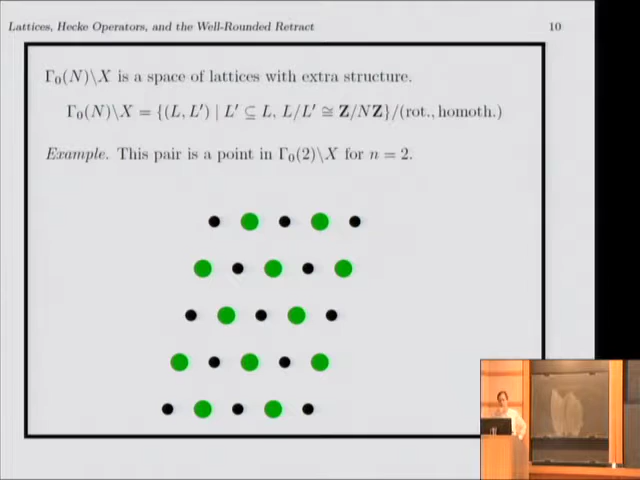 Lattices, Hecke Operators, and the Well-Rounded Retract 10
Γ₀(N)\X is a space of lattices with extra structure.
Γ₀(N)\X = {(L, L′) | L′ ⊆ L, L/L′ ≅ Z/NZ}/(rot., homoth.)
Example. This pair is a point in Γ₀(2)\X for n = 2.